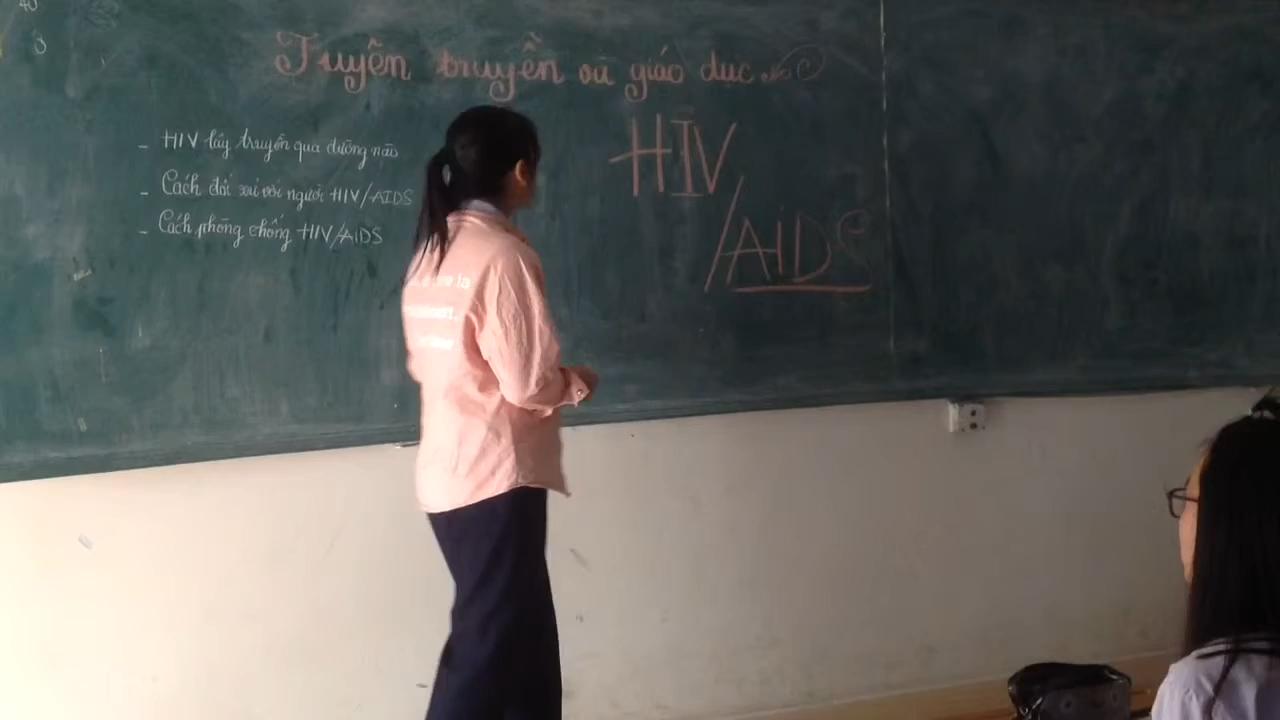 Tuyên truyền và giáo dục
HIV
/AIDS
- HIV lây truyền qua đường nào
- Cách đối xử với người HIV/AIDS
- Cách phòng chống HIV/AIDS